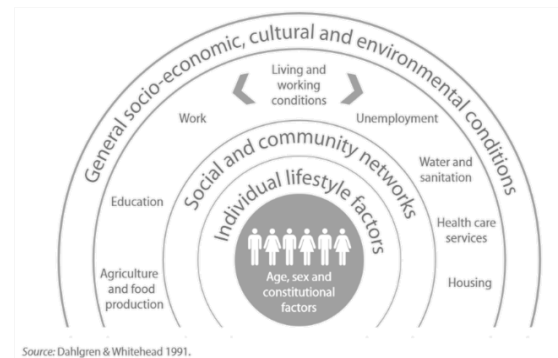 General socio-economic, cultural and environmental conditions
Living and
working
conditions
Work
Unemployment
Social and community networks
Water and
sanitation
Individual lifestyle factors
Education
Health care
services
Agriculture
and food
production
Age, sex and
constitutional
factors
Housing
Source: Dahlgren & Whitehead 1991.